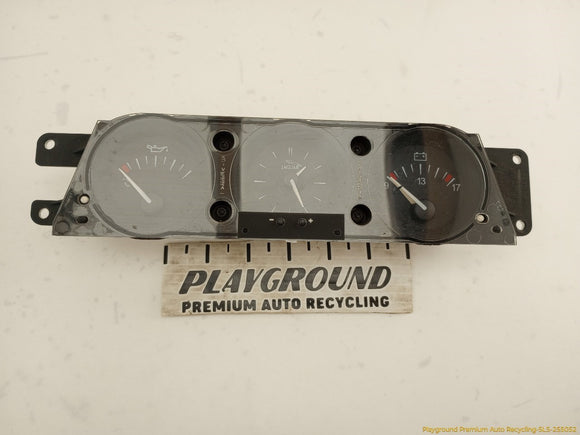 9 13 17
- +
PLAYGROUND
PREMIUM AUTO RECYCLING
Playground Premium Auto Recycling-SLS-255052